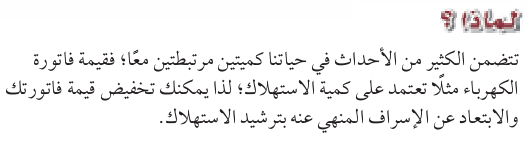 لماذا ؟
تتضمن الكثير من الأحداث في حياتنا كميتين مرتبطتين معًا؛ فقيمة فاتورة
الكهرباء مثلًا تعتمد على كمية الاستهلاك؛ لذا يمكنك تخفيض قيمة فاتورتك
والابتعاد عن الإسراف المنهي عنه بترشيد الاستهلاك.